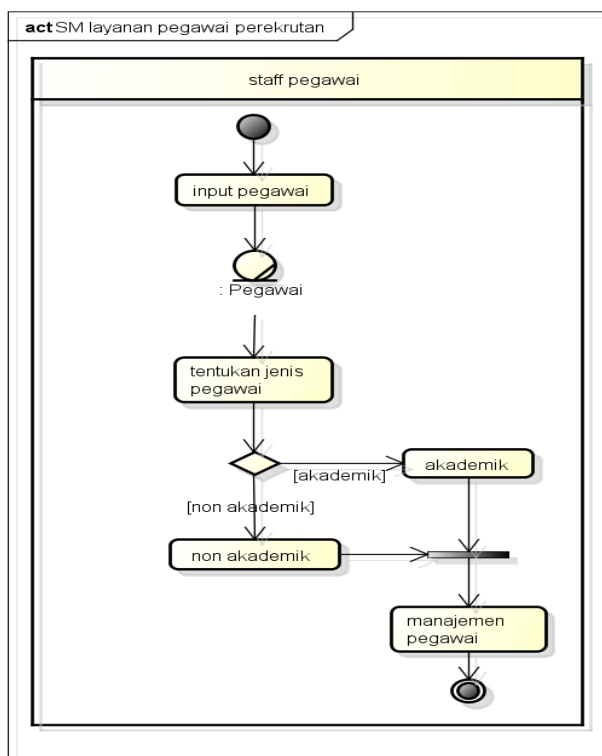 act SM layanan pegawai perekrutan
staff pegawai
input pegawai
: Pegawai
tentukan jenis
pegawai
[akademik]
akademik
[non akademik]
non akademik
manajemen
pegawai